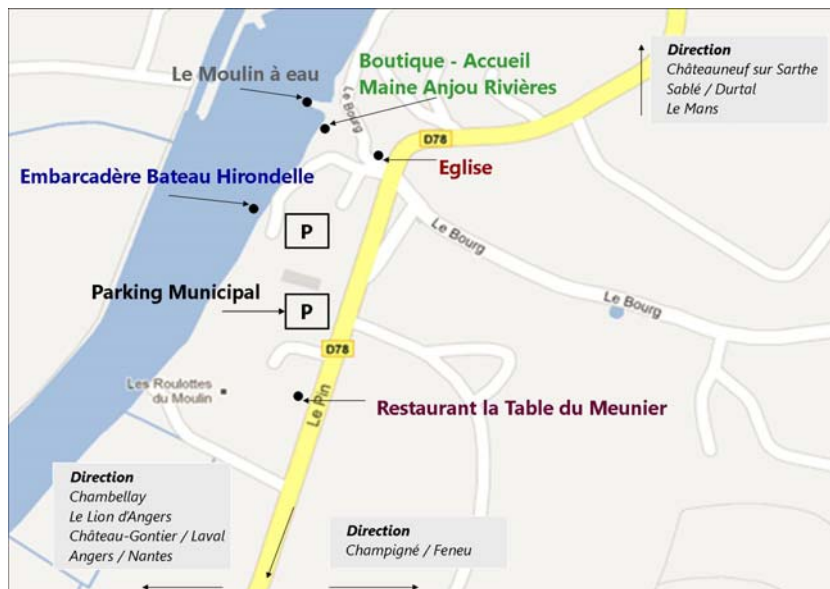 Le Moulin à eau
Boutique - Accueil
Maine Anjou Rivières
Direction
Châteauneuf sur Sarthe
Sablé / Durtal
Le Mans
Le Bourg
D78
Eglise
Embarcadère Bateau Hirondelle
P
Le Bourg
Parking Municipal
P
Le Bourg
D78
Les Roulottes
du Moulin
Le Pin
Restaurant la Table du Meunier
Direction
Chambellay
Le Lion d'Angers
Château-Gontier / Laval
Angers / Nantes
Direction
Champigné / Feneu